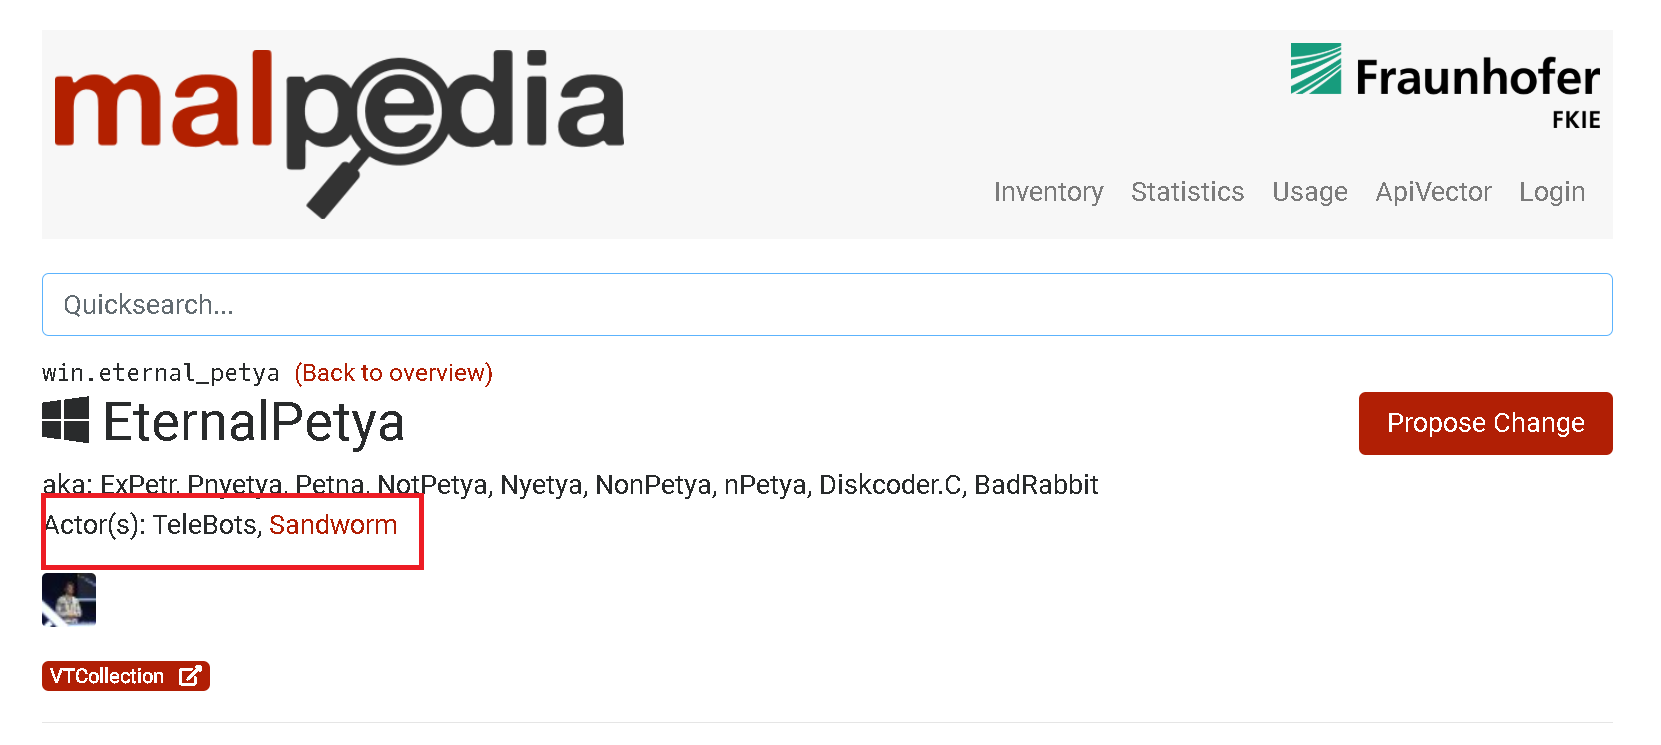 malpedia
Fraunhofer
FKIE
Inventory Statistics Usage ApiVector Login
Quicksearch...
win.eternal_petya (Back to overview)
EternalPetya
Propose Change
aka: ExPetr, Pnyetya, Petna, NotPetya, Nyetya, NonPetya, nPetya, Diskcoder.C, BadRabbit
Actor(s): TeleBots, Sandworm
VTCollection